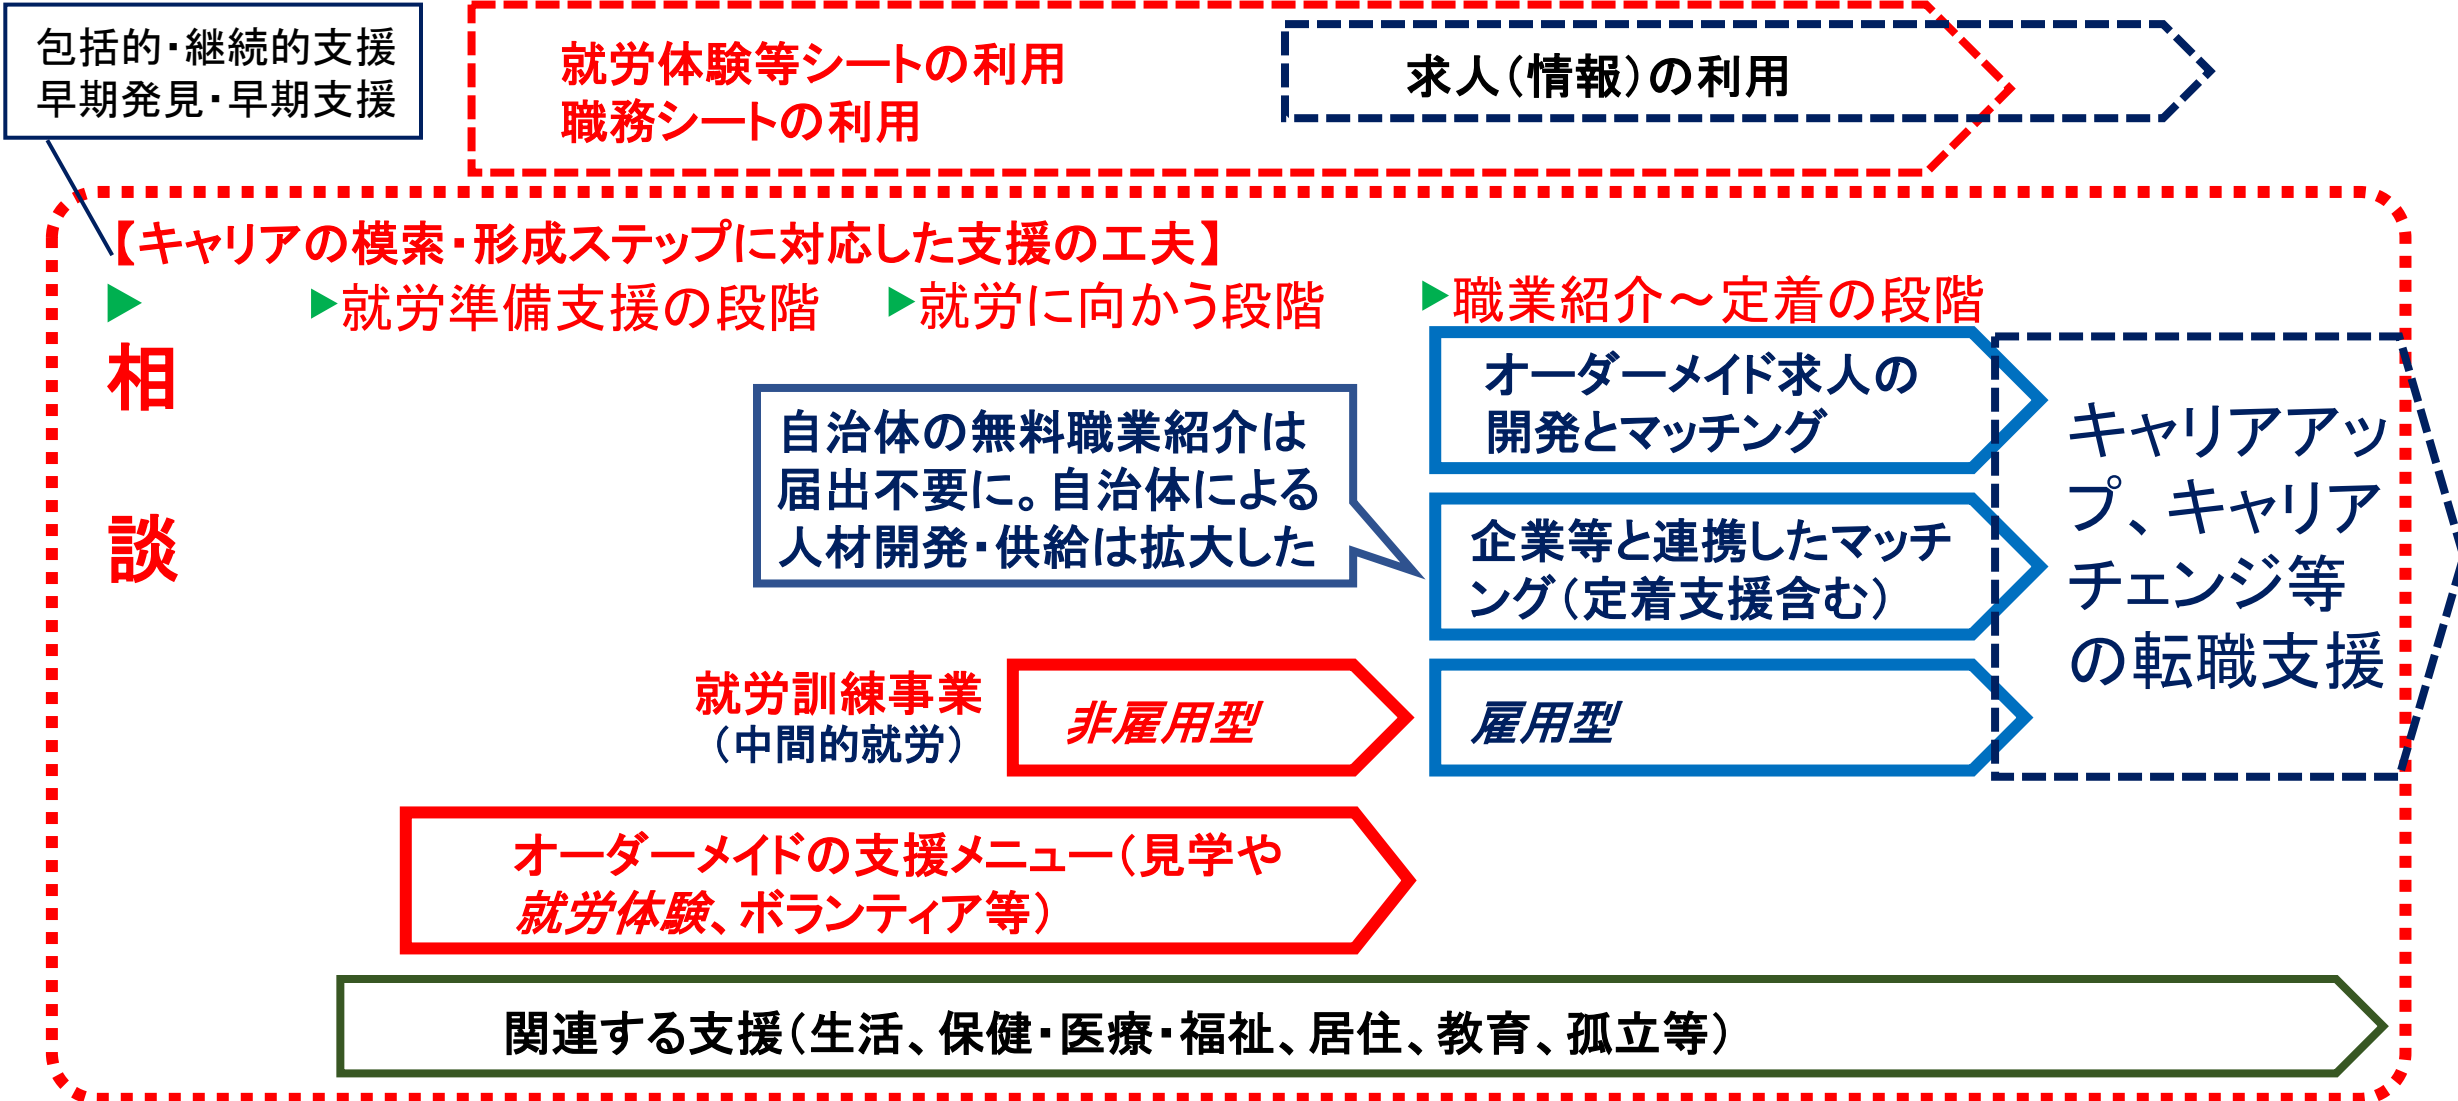 包括的・継続的支援
早期発見・早期支援
就労体験等シートの利用
職務シートの利用
求人（情報）の利用
【キャリアの模索・形成ステップに対応した支援の工夫】
就労準備支援の段階
就労に向かう段階
職業紹介～定着の段階
相
談
オーダーメイド求人の
開発とマッチング
自治体の無料職業紹介は
届出不要に。自治体による
人材開発・供給は拡大した
企業等と連携したマッチ
ング（定着支援含む）
キャリアアッ
プ、キャリア
チェンジ等
の転職支援
就労訓練事業
（中間的就労）
非雇用型
雇用型
オーダーメイドの支援メニュー（見学や
就労体験、ボランティア等）
関連する支援（生活、保健・医療・福祉、居住、教育、孤立等）